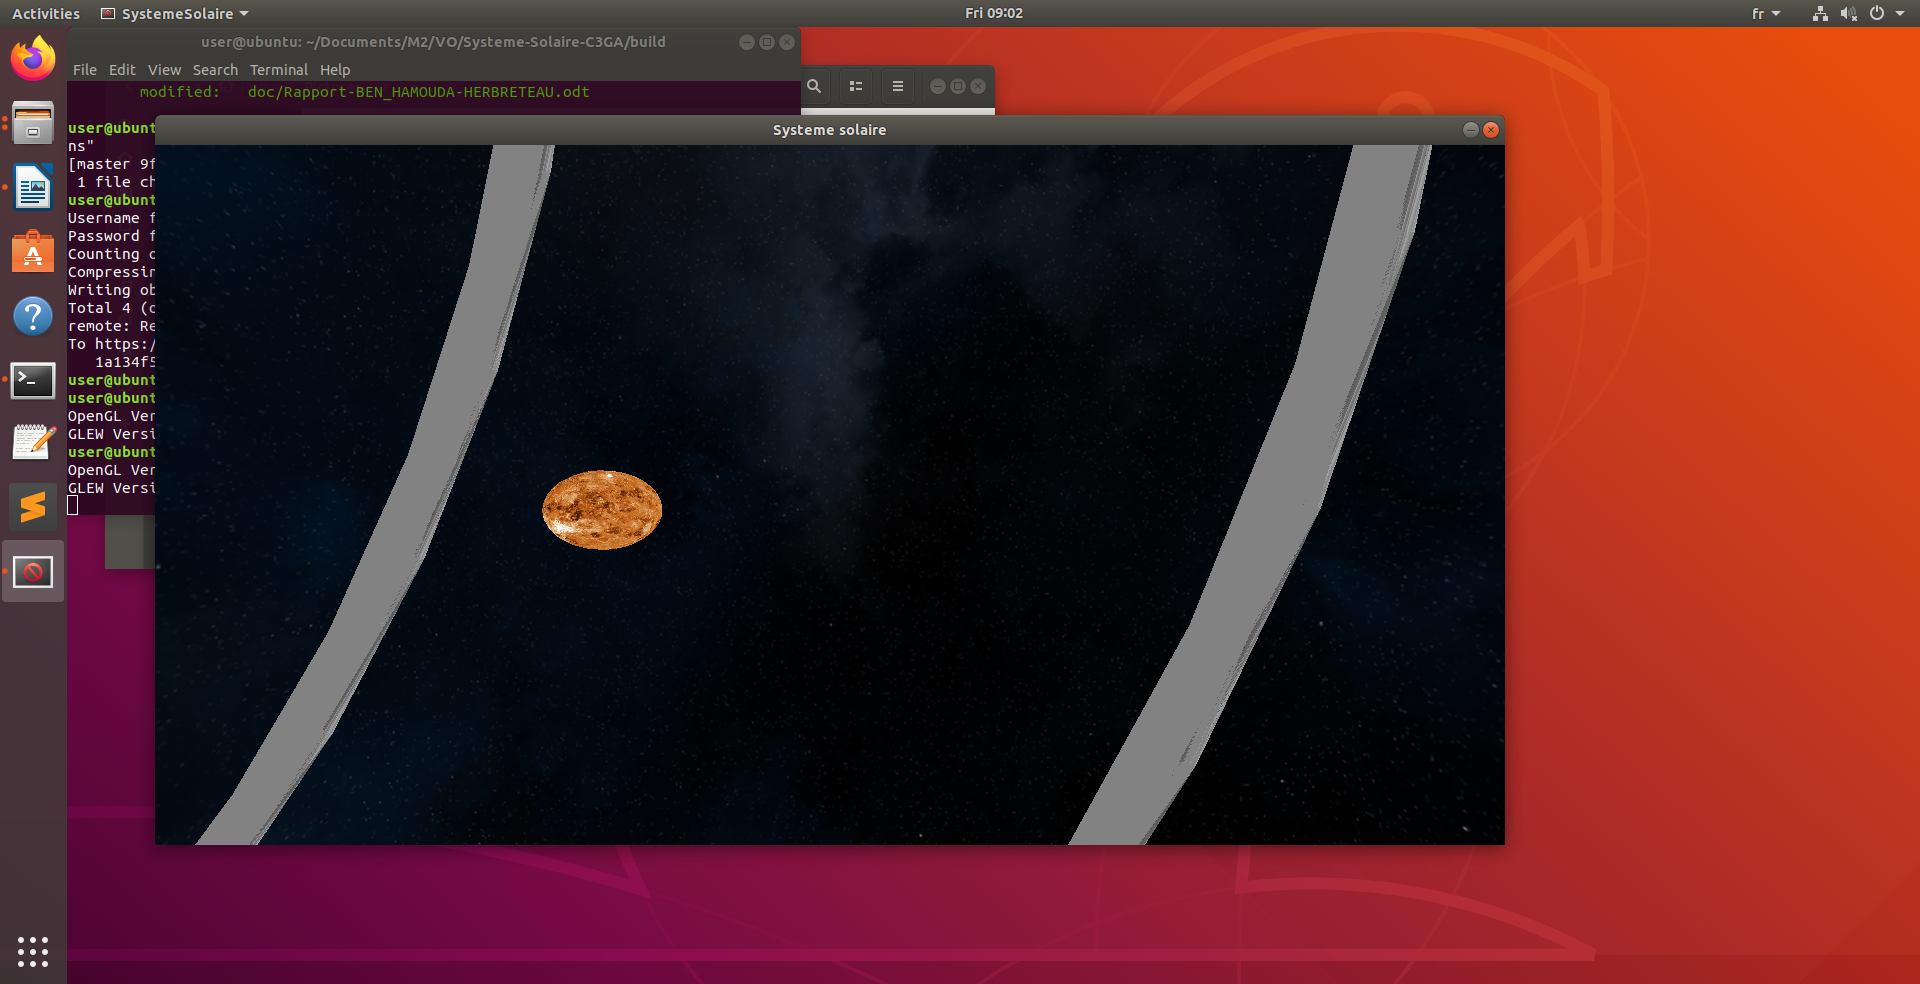 Activities
SystemeSolaire
Fri 09:02
fr
user@ubuntu: ~/Documents/M2/VO/Systeme-Solaire-C3GA/build
File Edit View Search Terminal Help
modified: doc/Rapport-BEN_HAMOUDA-HERBRETEAU.odt
Systeme solaire
user@ubunt
ns"
[master 9f
1 file ch
user@ubunt
Username f
Password f
Counting o
Compressin
Writing ob
Total 4 (
remote: Re
To https:/
1a134f5
user@ubunt
user@ubunt
OpenGL Ver
GLEW Versi
user@ubunt
OpenGL Ver
GLEW Versi